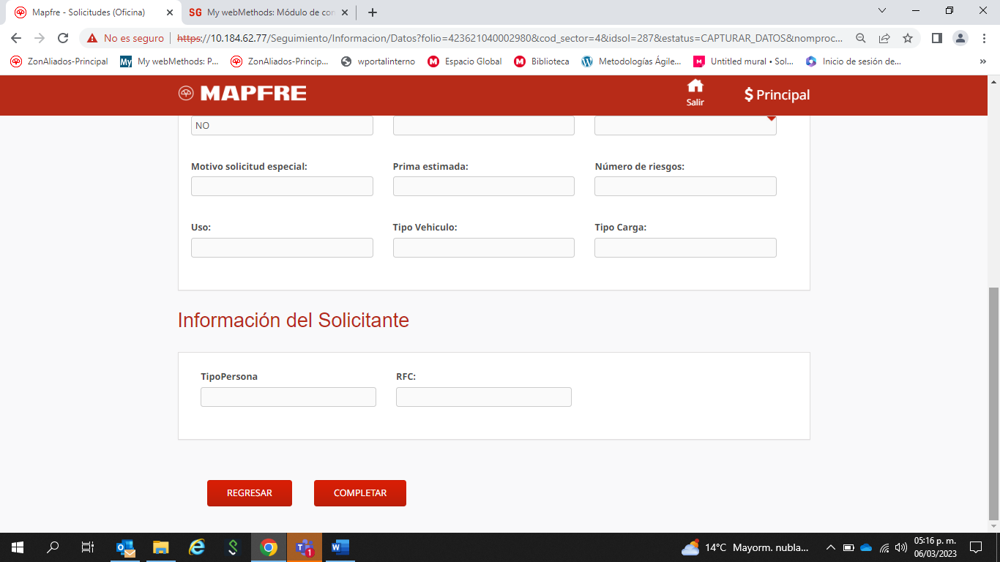 Mapfre - Solicitudes (Oficina)
SG My webMethods: Módulo de con
No es seguro
https://10.184.62.77/Seguimiento/Informacion/Datos?folio=423621040002980&cod_sector=4&idsol=287&estatus=CAPTURAR_DATOS&nomproc...
ZonAliados-Principal
My My webMethods: P...
ZonAliados-Princip...
wportalinterno
Espacio Global
Biblioteca
Metodologías Ágile...
Untitled mural • Sol...
Inicio de sesión de...
»
MAPFRE
Salir
$ Principal
NO
Motivo solicitud especial:
Prima estimada:
Número de riesgos:
Uso:
Tipo Vehiculo:
Tipo Carga:
Información del Solicitante
TipoPersona
RFC:
REGRESAR
COMPLETAR
14°C Mayorm. nubla...
05:16 p. m.
06/03/2023